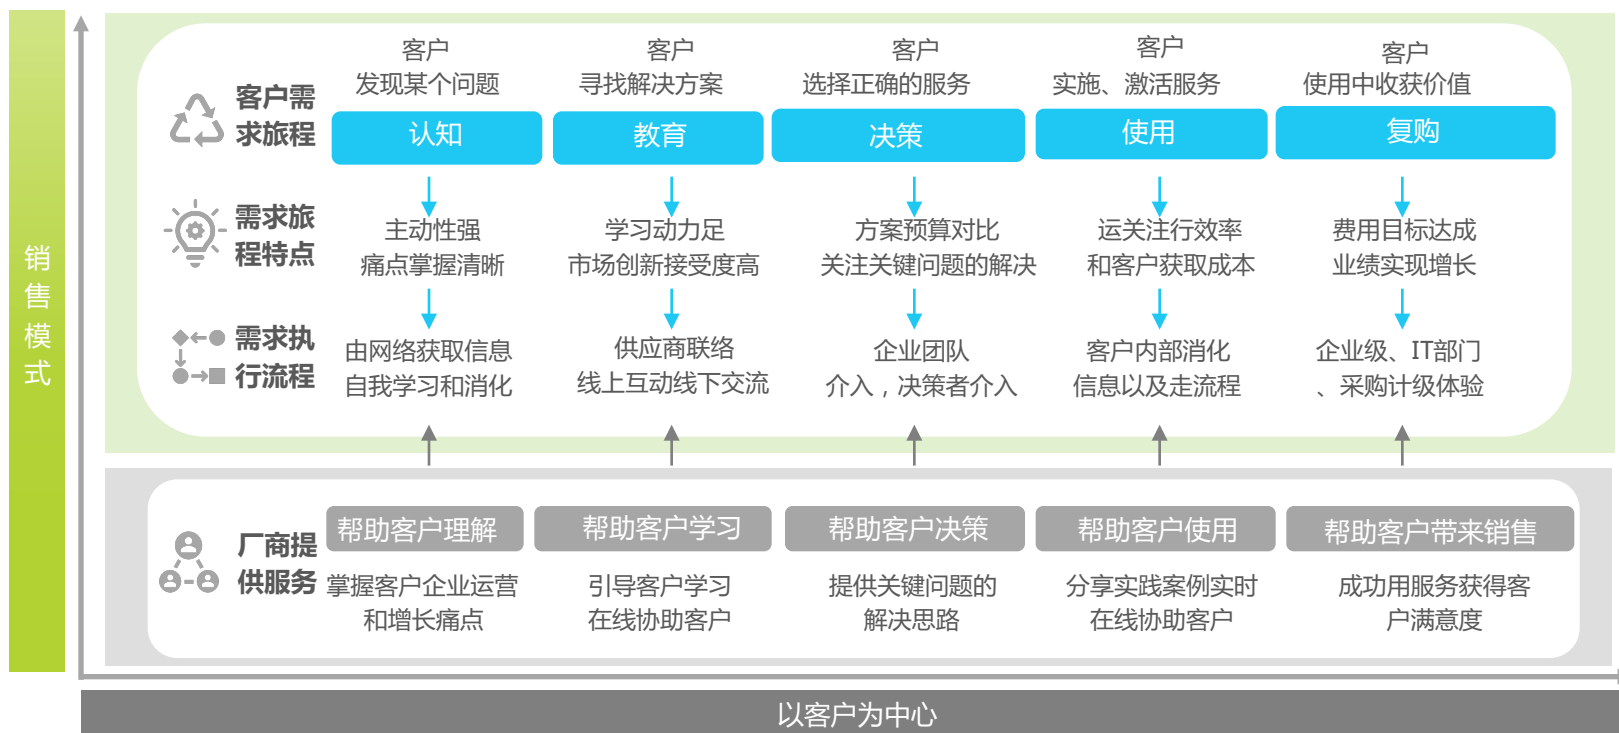 销售模式
客户需
求旅程
客户
发现某个问题
认知
客户
寻找解决方案
教育
客户
选择正确的服务
决策
客户
实施、激活服务
使用
客户
使用中收获价值
复购
需求旅
程特点
主动性强
痛点掌握清晰
学习动力足
市场创新接受度高
方案预算对比
关注关键问题的解决
运关注行效率
和客户获取成本
费用目标达成
业绩实现增长
需求执
行流程
由网络获取信息
自我学习和消化
供应商联络
线上互动线下交流
企业团队
介入，决策者介入
客户内部消化
信息以及走流程
企业级、IT部门
、采购计级体验
厂商提
供服务
帮助客户理解
掌握客户企业运营
和增长痛点
帮助客户学习
引导客户学习
在线协助客户
帮助客户决策
提供关键问题的
解决思路
帮助客户使用
分享实践案例实时
在线协助客户
帮助客户带来销售
成功用服务获得客
户满意度
以客户为中心